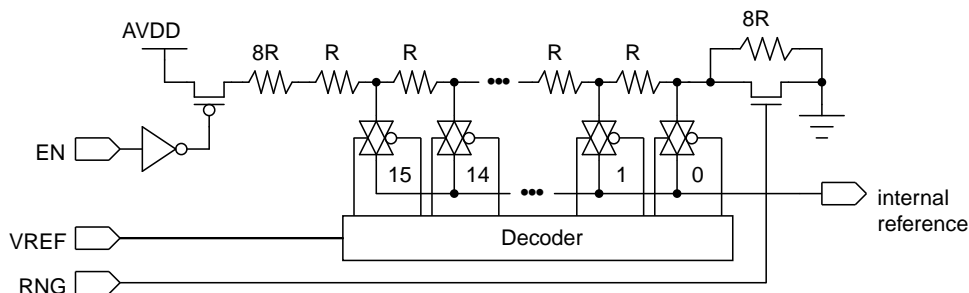 8R
AVDD
8R R R R R
EN
15 14 1 0
internal
reference
VREF
Decoder
RNG